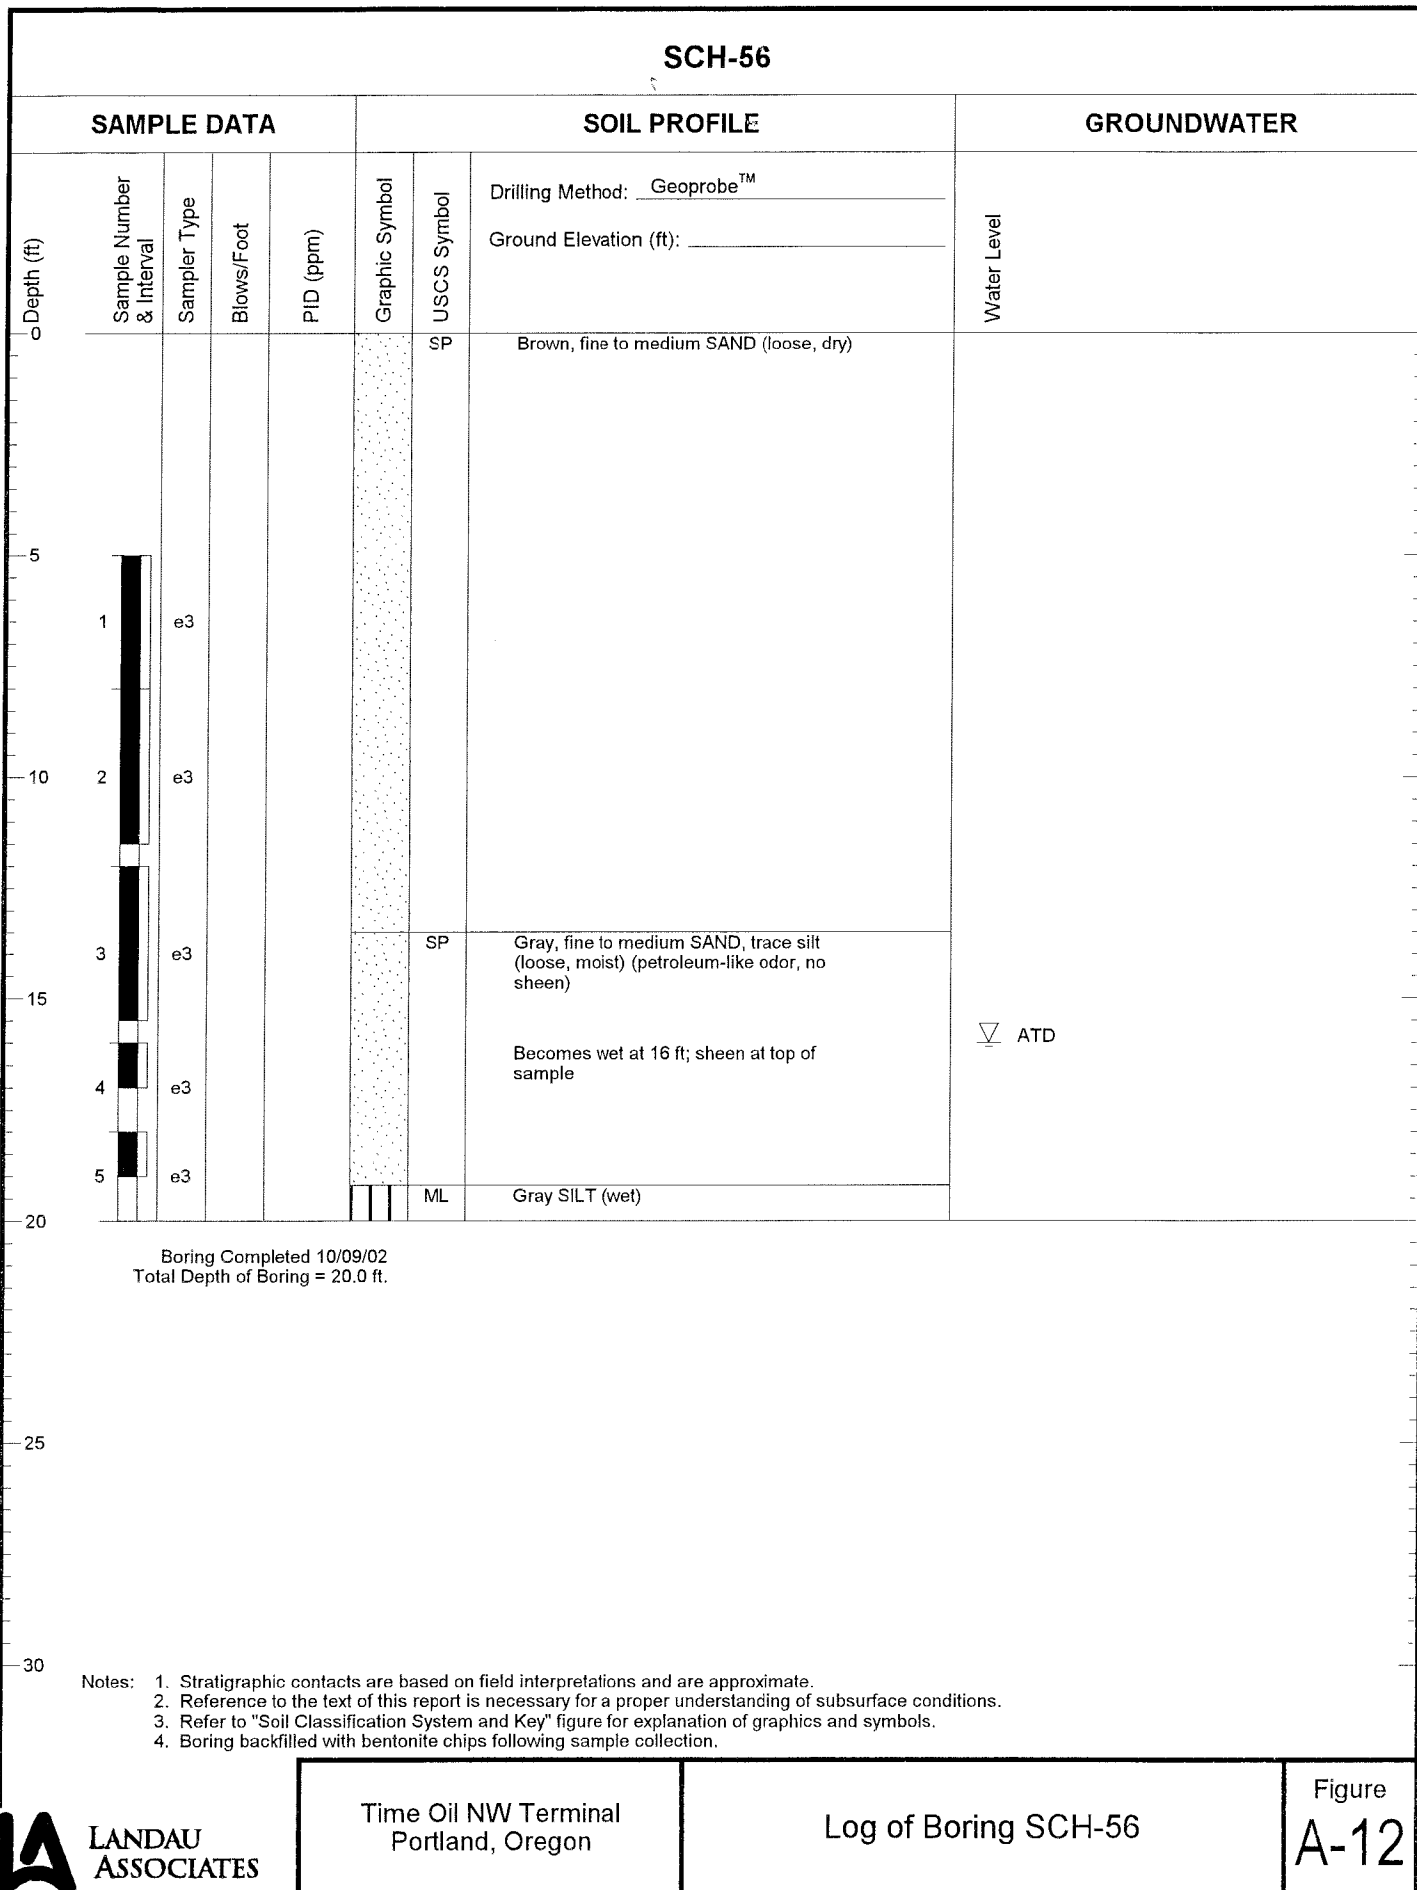 SCH-56
SAMPLE DATA
SOIL PROFILE
GROUNDWATER
Depth (ft)
Sample Number
& Interval
Sampler Type
Blows/Foot
PID (ppm)
Graphic Symbol
USCS Symbol
Drilling Method: Geoprobe™
Ground Elevation (ft):
Water Level
0
SP
Brown, fine to medium SAND (loose, dry)
5
1
e3
10
2
e3
SP
Gray, fine to medium SAND, trace silt
(loose, moist) (petroleum-like odor, no
sheen)
3
e3
15
ATD
Becomes wet at 16 ft; sheen at top of
sample
4
e3
5
e3
ML
Gray SILT (wet)
20
Boring Completed 10/09/02
Total Depth of Boring = 20.0 ft.
25
30
Notes: 1. Stratigraphic contacts are based on field interpretations and are approximate.
2. Reference to the text of this report is necessary for a proper understanding of subsurface conditions.
3. Refer to "Soil Classification System and Key" figure for explanation of graphics and symbols.
4. Boring backfilled with bentonite chips following sample collection.
LANDAU
ASSOCIATES
Time Oil NW Terminal
Portland, Oregon
Log of Boring SCH-56
Figure
A-12